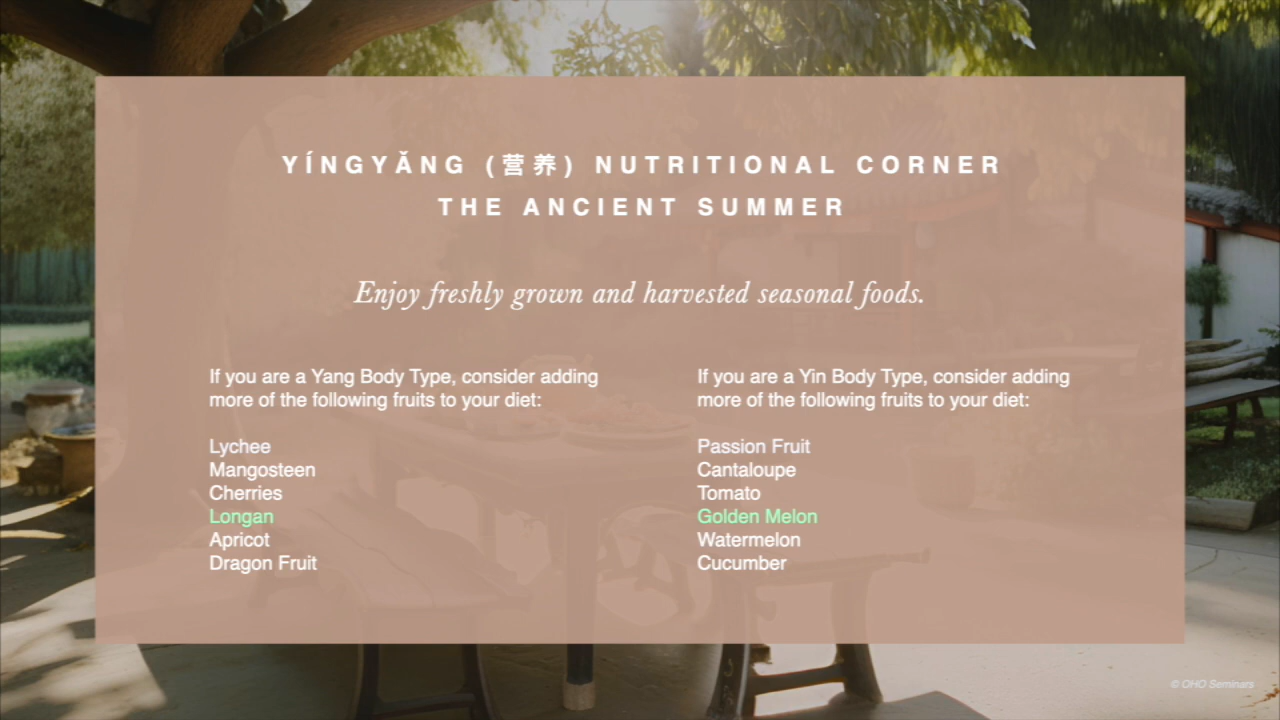 YÍNGYǍNG (营养) NUTRITIONAL CORNER
THE ANCIENT SUMMER
Enjoy freshly grown and harvested seasonal foods.
If you are a Yang Body Type, consider adding
more of the following fruits to your diet:
Lychee
Mangosteen
Cherries
Longan
Apricot
Dragon Fruit
If you are a Yin Body Type, consider adding
more of the following fruits to your diet:
Passion Fruit
Cantaloupe
Tomato
Golden Melon
Watermelon
Cucumber
© OHO Seminars